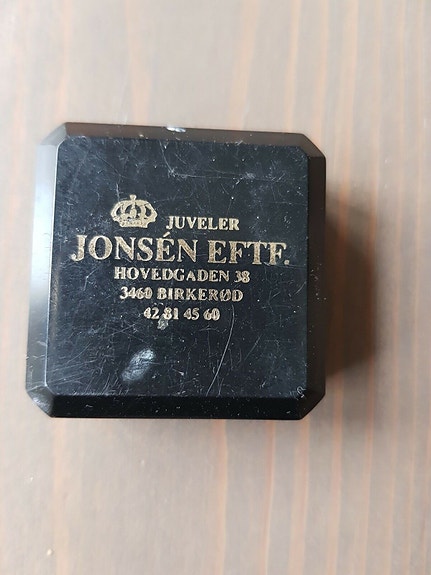 JUVELER
JONSÉN EFTF.
HOVEDGADEN 38
3460 BIRKERØD
42 81 45 60